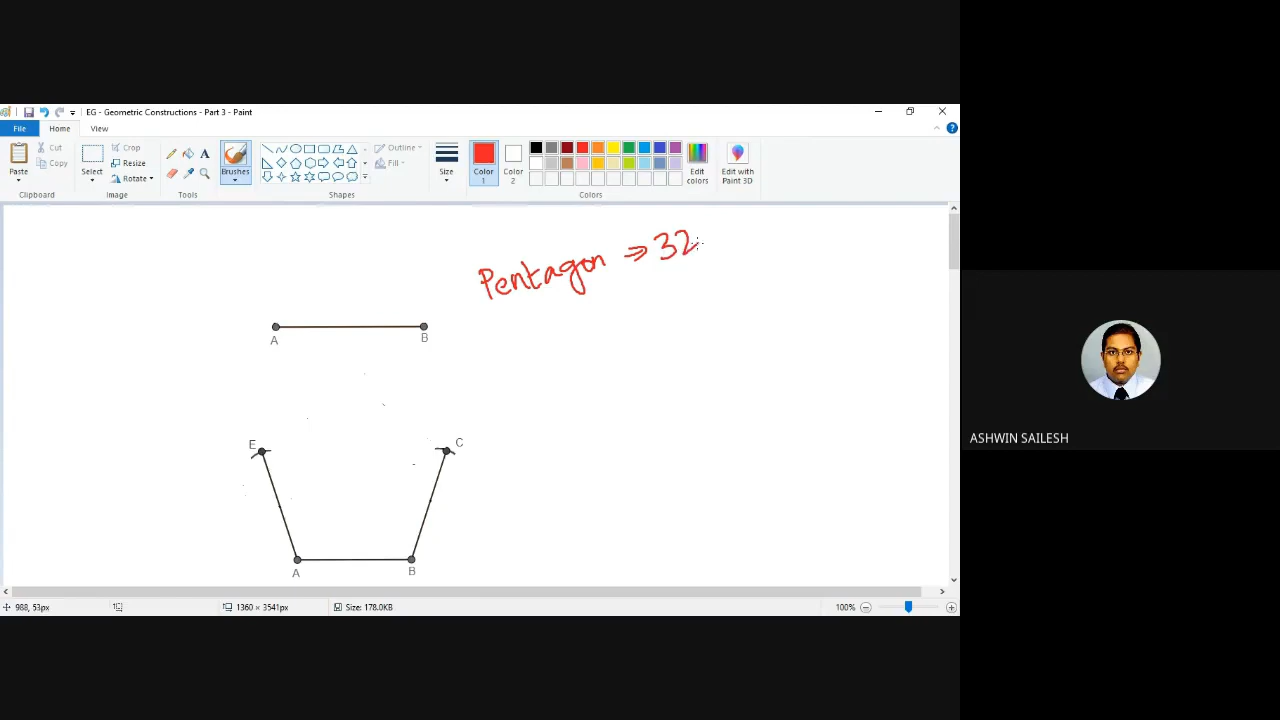 EG - Geometric Constructions - Part 3 - Paint
File Home View
Paste
Cut
Copy
Clipboard
Select
Crop
Resize
Rotate
Image
A
Tools
Brushes
Outline
Fill
Shapes
Size
Color
1
Color
2
Edit
colors
Colors
Edit with
Paint 3D
Pentagon ⇒ 32
A B
E C
A B
ASHWIN SAILESH
988, 53px 1360 × 3541px Size: 178.0KB 100%